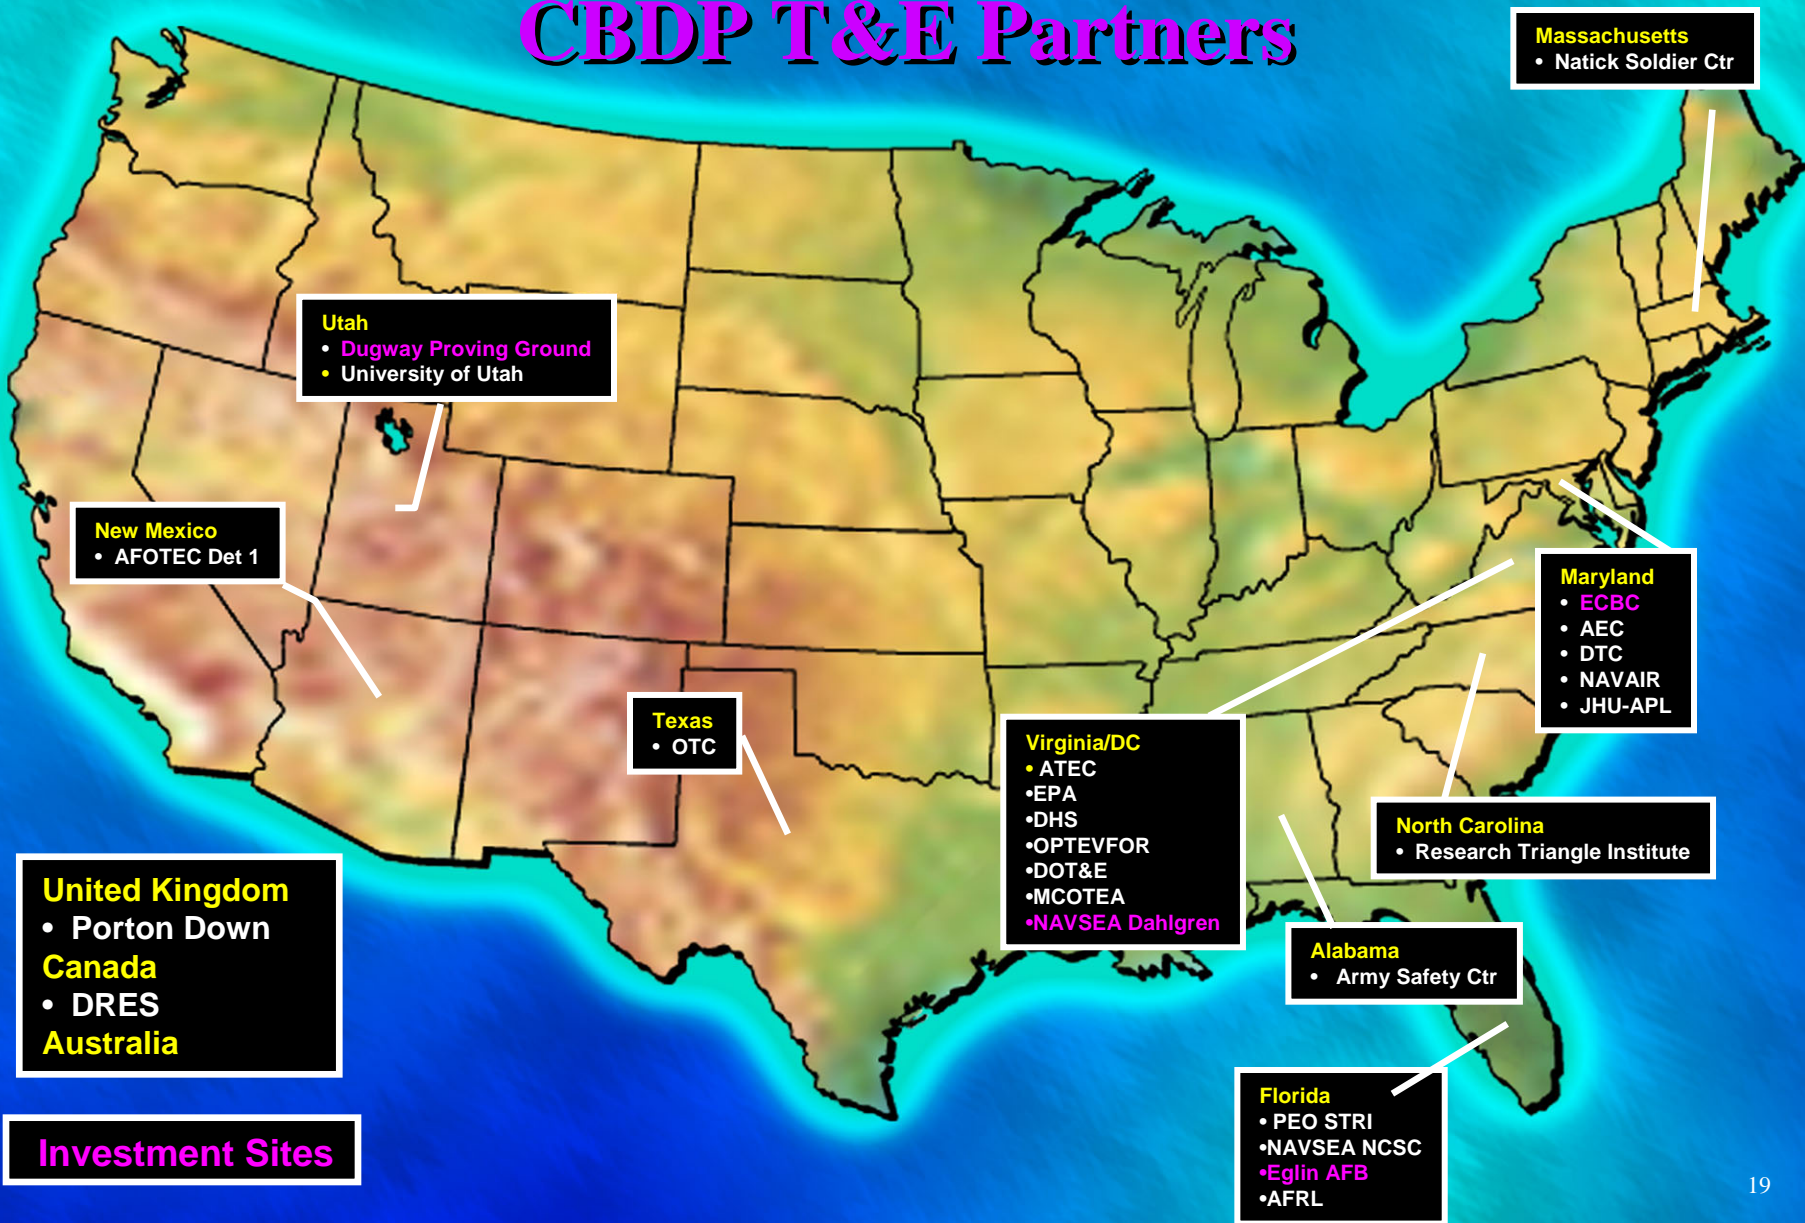 CBDP T&E Partners
Massachusetts
• Natick Soldier Ctr
Utah
• Dugway Proving Ground
• University of Utah
New Mexico
• AFOTEC Det 1
Maryland
• ECBC
• AEC
• DTC
• NAVAIR
• JHU-APL
Texas
• OTC
Virginia/DC
• ATEC
•EPA
•DHS
•OPTEVFOR
•DOT&E
•MCOTEA
•NAVSEA Dahlgren
North Carolina
• Research Triangle Institute
United Kingdom
• Porton Down
Canada
• DRES
Australia
Alabama
• Army Safety Ctr
Florida
• PEO STRI
•NAVSEA NCSC
•Eglin AFB
•AFRL
Investment Sites
19